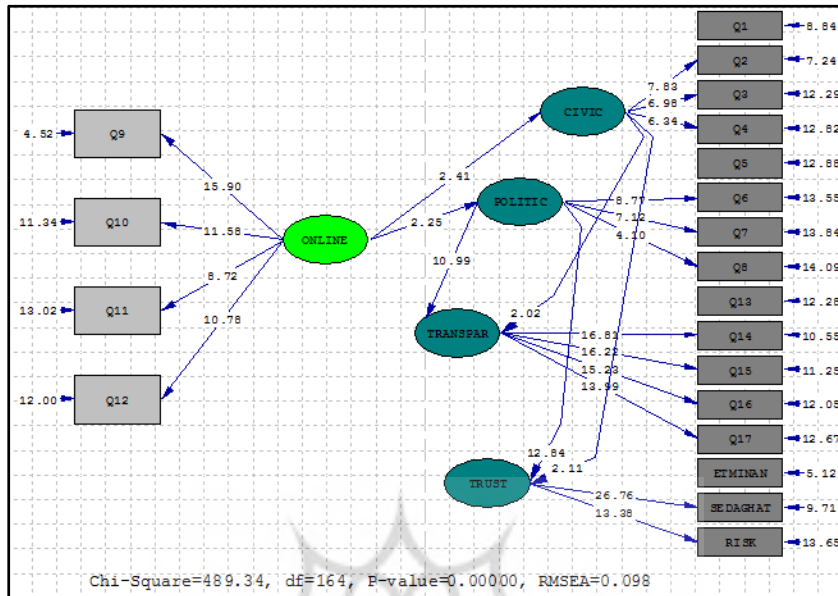 Q1 8.84
Q2 7.24
7.83
Q3 12.29
6.98
CIVIC
6.34
Q4 12.82
4.52 Q9
Q5 12.88
2.41
15.90
POLITIC
8.77
Q6 13.55
7.12
Q7 13.84
11.34 Q10
11.58
ONLINE
2.25
4.10
Q8 14.09
10.99
8.72
Q13 12.28
13.02 Q11
2.02
10.78
TRANSPAR
16.81
Q14 10.55
16.22
Q15 11.25
15.23
13.99
Q16 12.05
12.00 Q12
Q17 12.67
12.84
2.11
ETMINAN 5.12
TRUST
26.76
SEDAGHAT 9.71
13.38
RISK 13.65
Chi-Square=489.34, df=164, P-value=0.00000, RMSEA=0.098